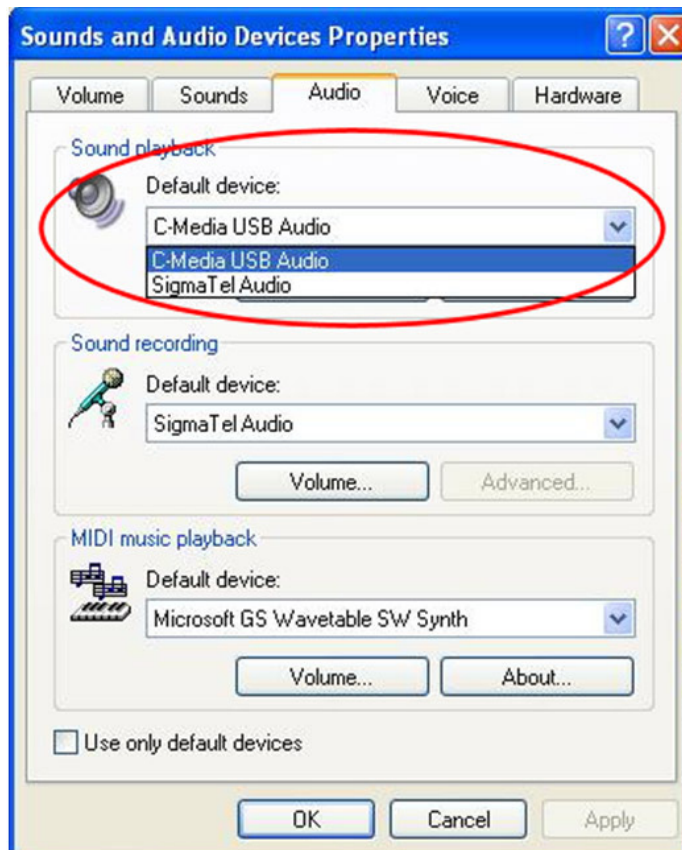 Sounds and Audio Devices Properties
Volume Sounds Audio Voice Hardware
Sound playback
Default device:
C-Media USB Audio
C-Media USB Audio
SigmaTel Audio
Sound recording
Default device:
SigmaTel Audio
Volume... Advanced...
MIDI music playback
Default device:
Microsoft GS Wavetable SW Synth
Volume... About...
Use only default devices
OK Cancel Apply